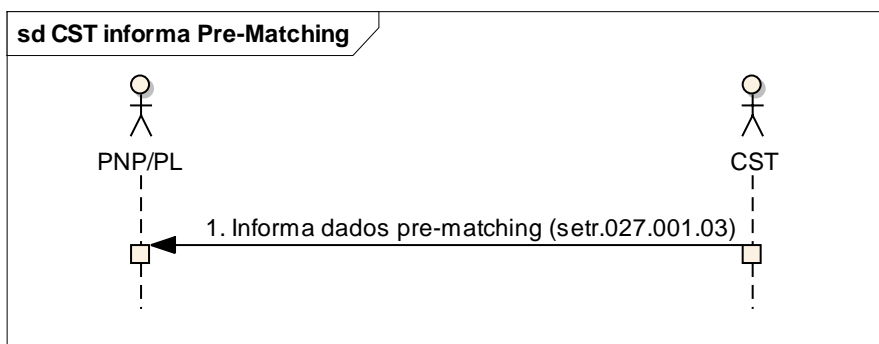 sd CST informa Pre-Matching
PNP/PL
CST
1. Informa dados pre-matching (setr.027.001.03)